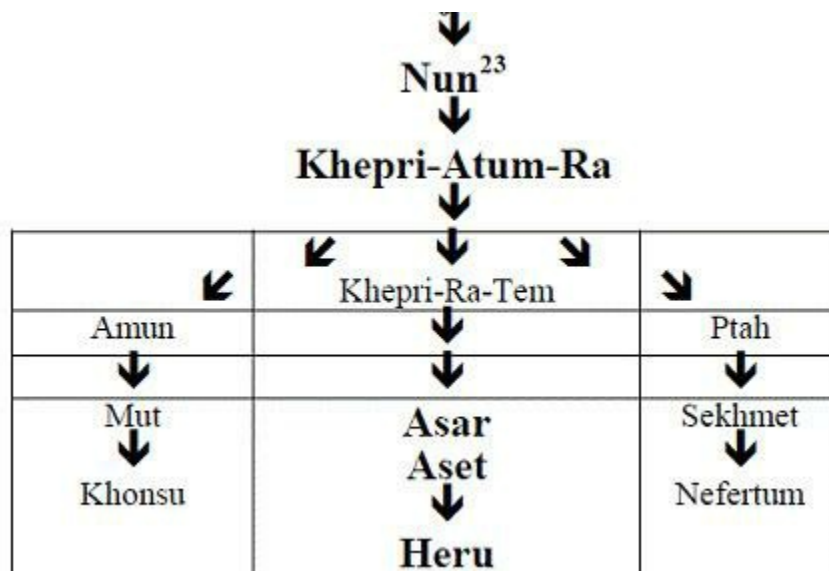 Nun23
Khepri-Atum-Ra
Khepri-Ra-Tem
Amun Ptah
Mut Asar Sekhmet
Aset
Khonsu Nefertum
Heru